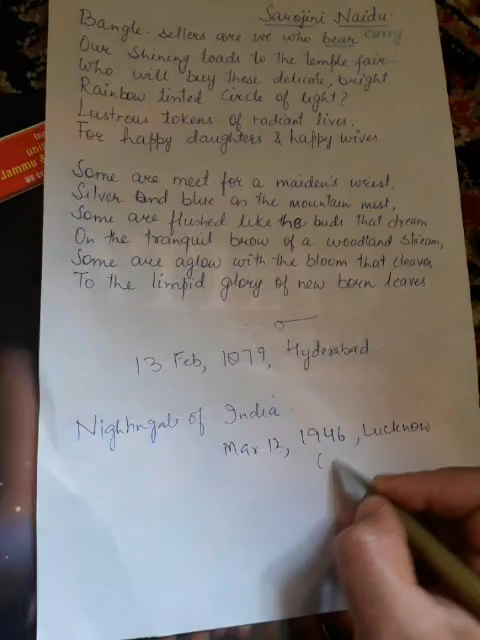 Sarojini Naidu
Bangle-sellers are we who bear carry
Our Shining loads to the temple fair..
Who will buy these delicate, bright
Rainbow tinted Circle of light?
Lustrous tokens of radiant lives.
For happy daughters & happy wives.
Some are meet for a maiden's wrist,
Silver and blue as the mountain mist,
Some are flushed like the buds that dream
On the tranquil brow of a woodland stream,
Some are aglow with the bloom that cleaves
To the limpid glory of new born leaves.
13 Feb, 1879, Hyderabad.
Nightingale of India.
Mar 12, 1946, Lucknow
(
Jammu &